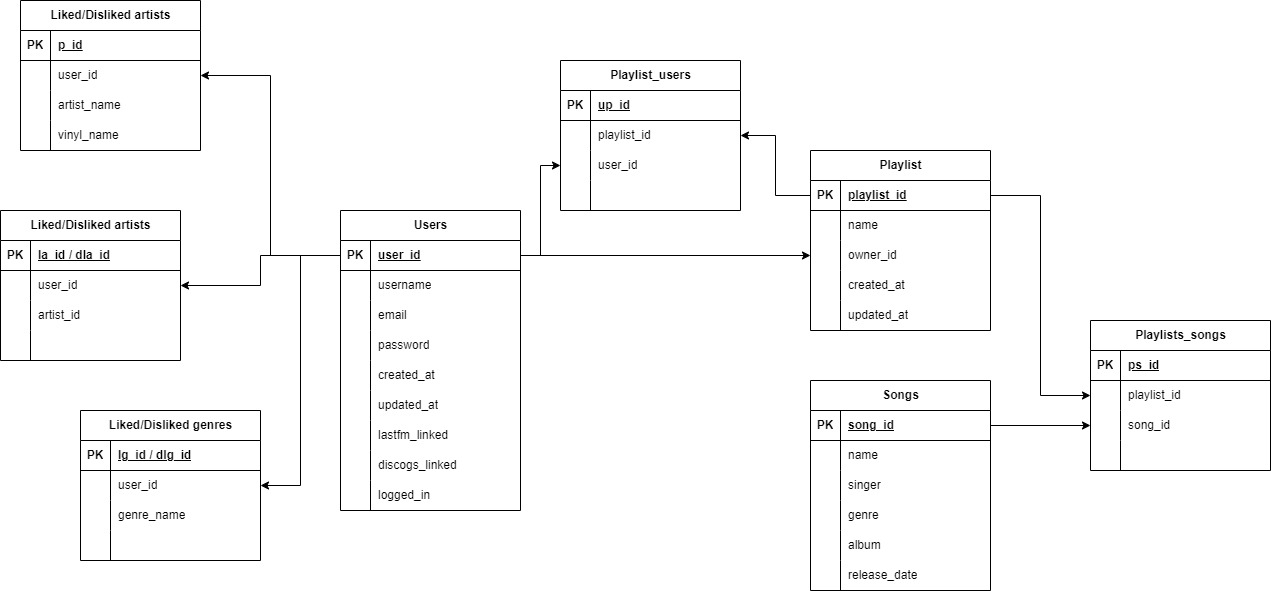 Liked/Disliked artists
PK p_id
user_id
artist_name
vinyl_name
Liked/Disliked artists
PK la_id / dla_id
user_id
artist_id
Liked/Disliked genres
PK lg_id / dlg_id
user_id
genre_name
Users
PK user_id
username
email
password
created_at
updated_at
lastfm_linked
discogs_linked
logged_in
Playlist_users
PK up_id
playlist_id
user_id
Playlist
PK playlist_id
name
owner_id
created_at
updated_at
Songs
PK song_id
name
singer
genre
album
release_date
Playlists_songs
PK ps_id
playlist_id
song_id